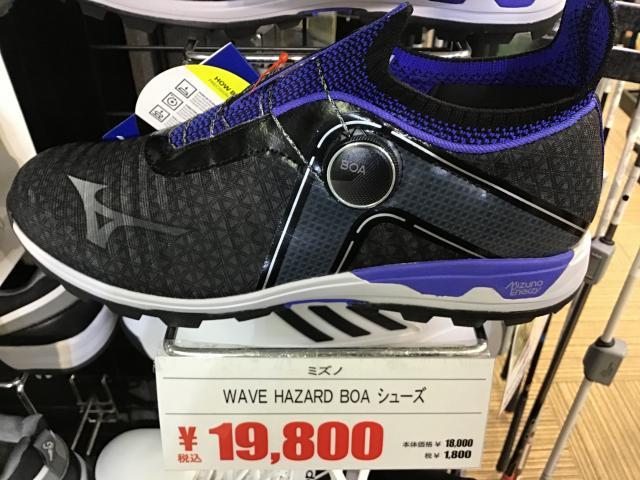 HOW
BOA
Mizuno
Enerzy
ミズノ
WAVE HAZARD BOA シューズ
¥ 19,800
税込
本体価格 ¥ 18,000
税 ¥ 1,800